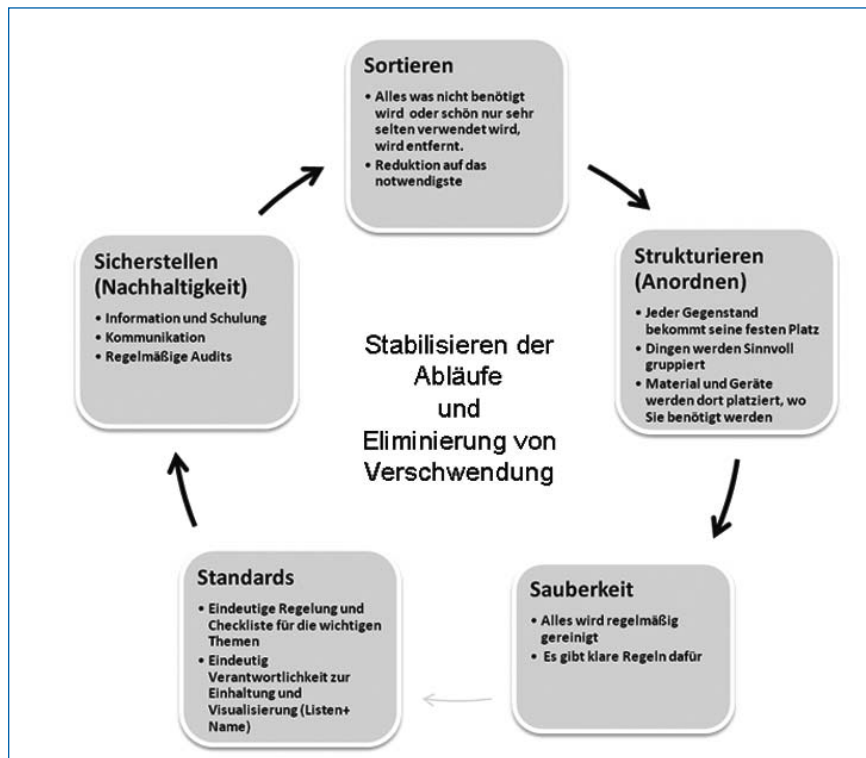 Sortieren
• Alles was nicht benötigt
wird oder schön nur sehr
selten verwendet wird,
wird entfernt.
• Reduktion auf das
notwendigste
Strukturieren
(Anordnen)
• Jeder Gegenstand
bekommt seine festen Platz
• Dingen werden Sinnvoll
gruppiert
• Material und Geräte
werden dort platziert, wo
Sie benötigt werden
Sauberkeit
• Alles wird regelmäßig
gereinigt
• Es gibt klare Regeln dafür
Standards
• Eindeutige Regelung und
Checkliste für die wichtigen
Themen
• Eindeutig
Verantwortlichkeit zur
Einhaltung und
Visualisierung (Listen+
Name)
Sicherstellen
(Nachhaltigkeit)
• Information und Schulung
• Kommunikation
• Regelmäßige Audits
Stabilisieren der
Abläufe
und
Eliminierung von
Verschwendung